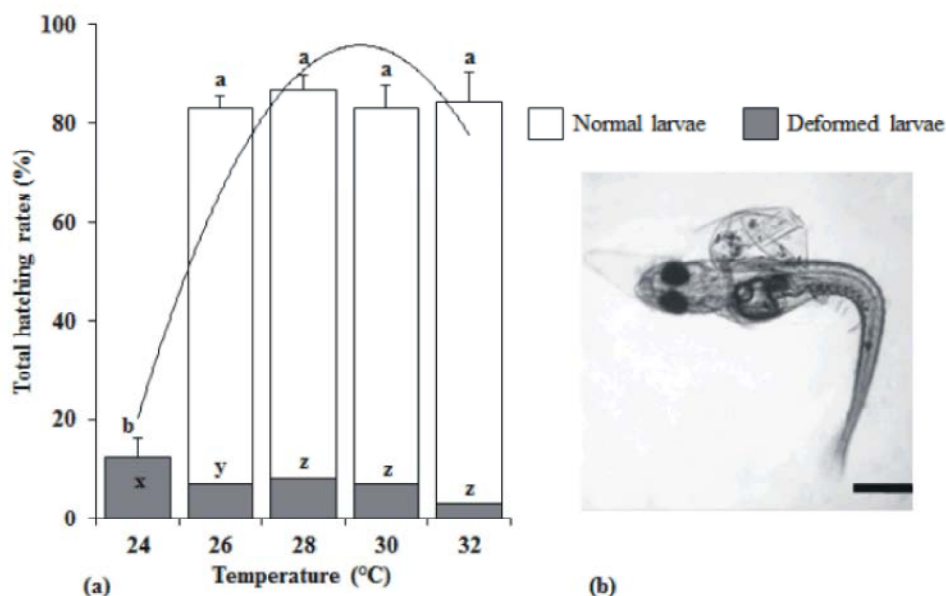 100
80
60
40
20
0
Total hatching rates (%)
b
x
a
y
a
z
a
z
a
z
24 26 28 30 32
Temperature (°C)
(a)
Normal larvae
Deformed larvae
(b)